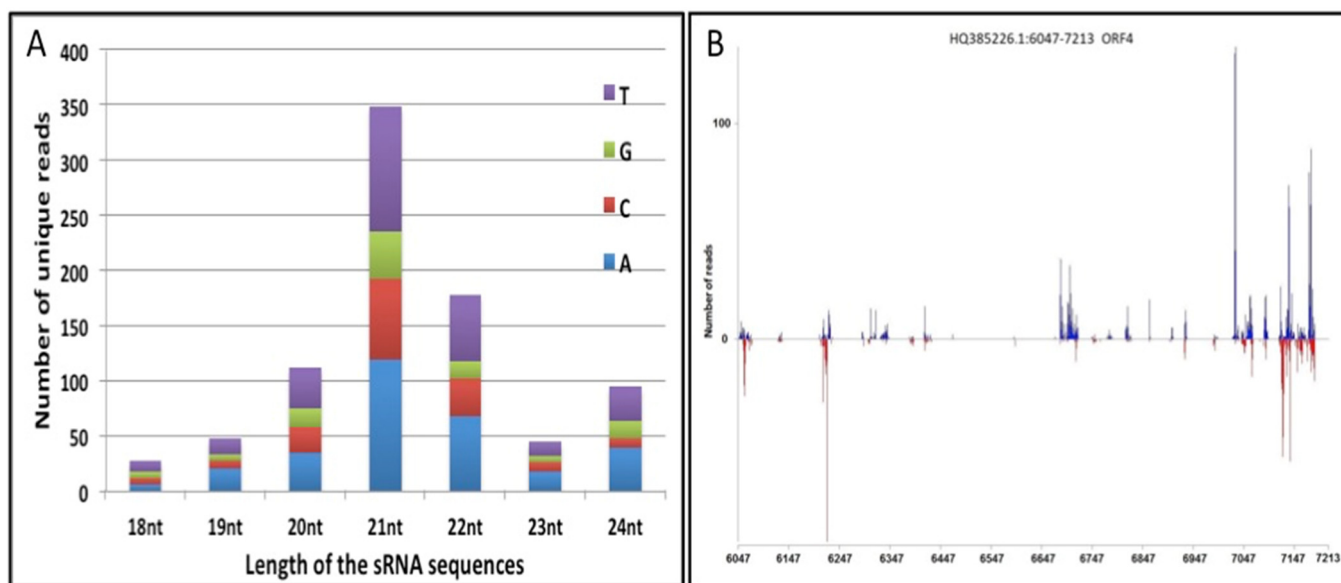 A
Number of unique reads
400
350
300
250
200
150
100
50
0
T
G
C
A
18nt 19nt 20nt 21nt 22nt 23nt 24nt
Length of the sRNA sequences
B
HQ385226.1:6047-7213 ORF4
Number of reads
100
0
6047 6147 6247 6347 6447 6547 6647 6747 6847 6947 7047 7147 7213